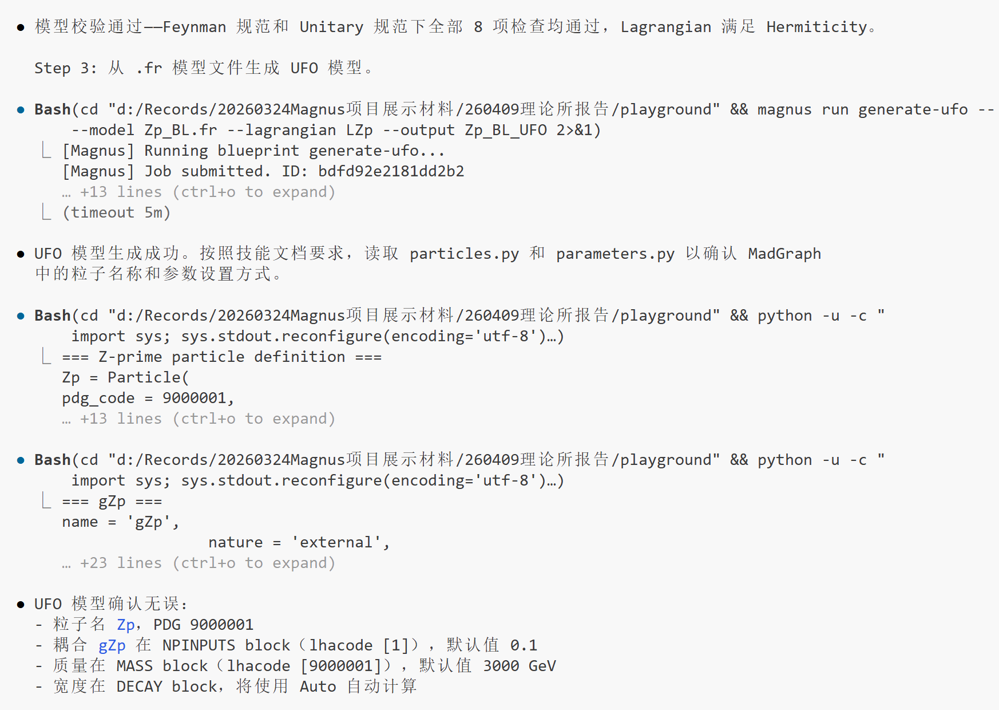 ● 模型校验通过——Feynman 规范和 Unitary 规范下全部 8 项检查均通过，Lagrangian 满足 Hermiticity。
Step 3: 从 .fr 模型文件生成 UFO 模型。
● Bash(cd "d:/Records/20260324Magnus项目展示材料/260409理论所报告/playground" && magnus run generate-ufo --
--model Zp_BL.fr --lagrangian LZp --output Zp_BL_UFO 2>&1)
⎿ [Magnus] Running blueprint generate-ufo...
[Magnus] Job submitted. ID: bdfd92e2181dd2b2
… +13 lines (ctrl+o to expand)
⎿ (timeout 5m)
● UFO 模型生成成功。按照技能文档要求，读取 particles.py 和 parameters.py 以确认 MadGraph
中的粒子名称和参数设置方式。
● Bash(cd "d:/Records/20260324Magnus项目展示材料/260409理论所报告/playground" && python -u -c "
import sys; sys.stdout.reconfigure(encoding='utf-8')…)
⎿ === Z-prime particle definition ===
Zp = Particle(
pdg_code = 9000001,
… +13 lines (ctrl+o to expand)
● Bash(cd "d:/Records/20260324Magnus项目展示材料/260409理论所报告/playground" && python -u -c "
import sys; sys.stdout.reconfigure(encoding='utf-8')…)
⎿ === gZp ===
name = 'gZp',
nature = 'external',
… +23 lines (ctrl+o to expand)
● UFO 模型确认无误：
- 粒子名 Zp，PDG 9000001
- 耦合 gZp 在 NPINPUTS block（lhacode [1]），默认值 0.1
- 质量在 MASS block（lhacode [9000001]），默认值 3000 GeV
- 宽度在 DECAY block，将使用 Auto 自动计算